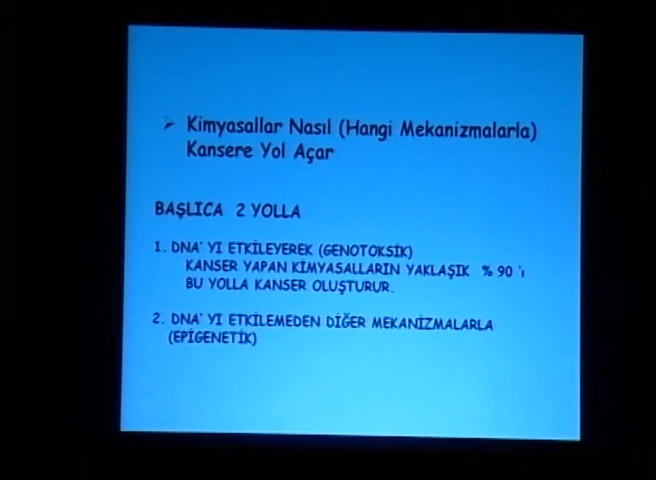 ➢ Kimyasallar Nasıl (Hangi Mekanizmalarla)
Kansere Yol Açar
BAŞLICA 2 YOLLA
1. DNA' YI ETKİLEYEREK (GENOTOKSİK)
KANSER YAPAN KİMYASALLARIN YAKLAŞIK % 90 'ı
BU YOLLA KANSER OLUŞTURUR.
2. DNA' YI ETKİLEMEDEN DİĞER MEKANİZMALARLA
(EPİGENETİK)